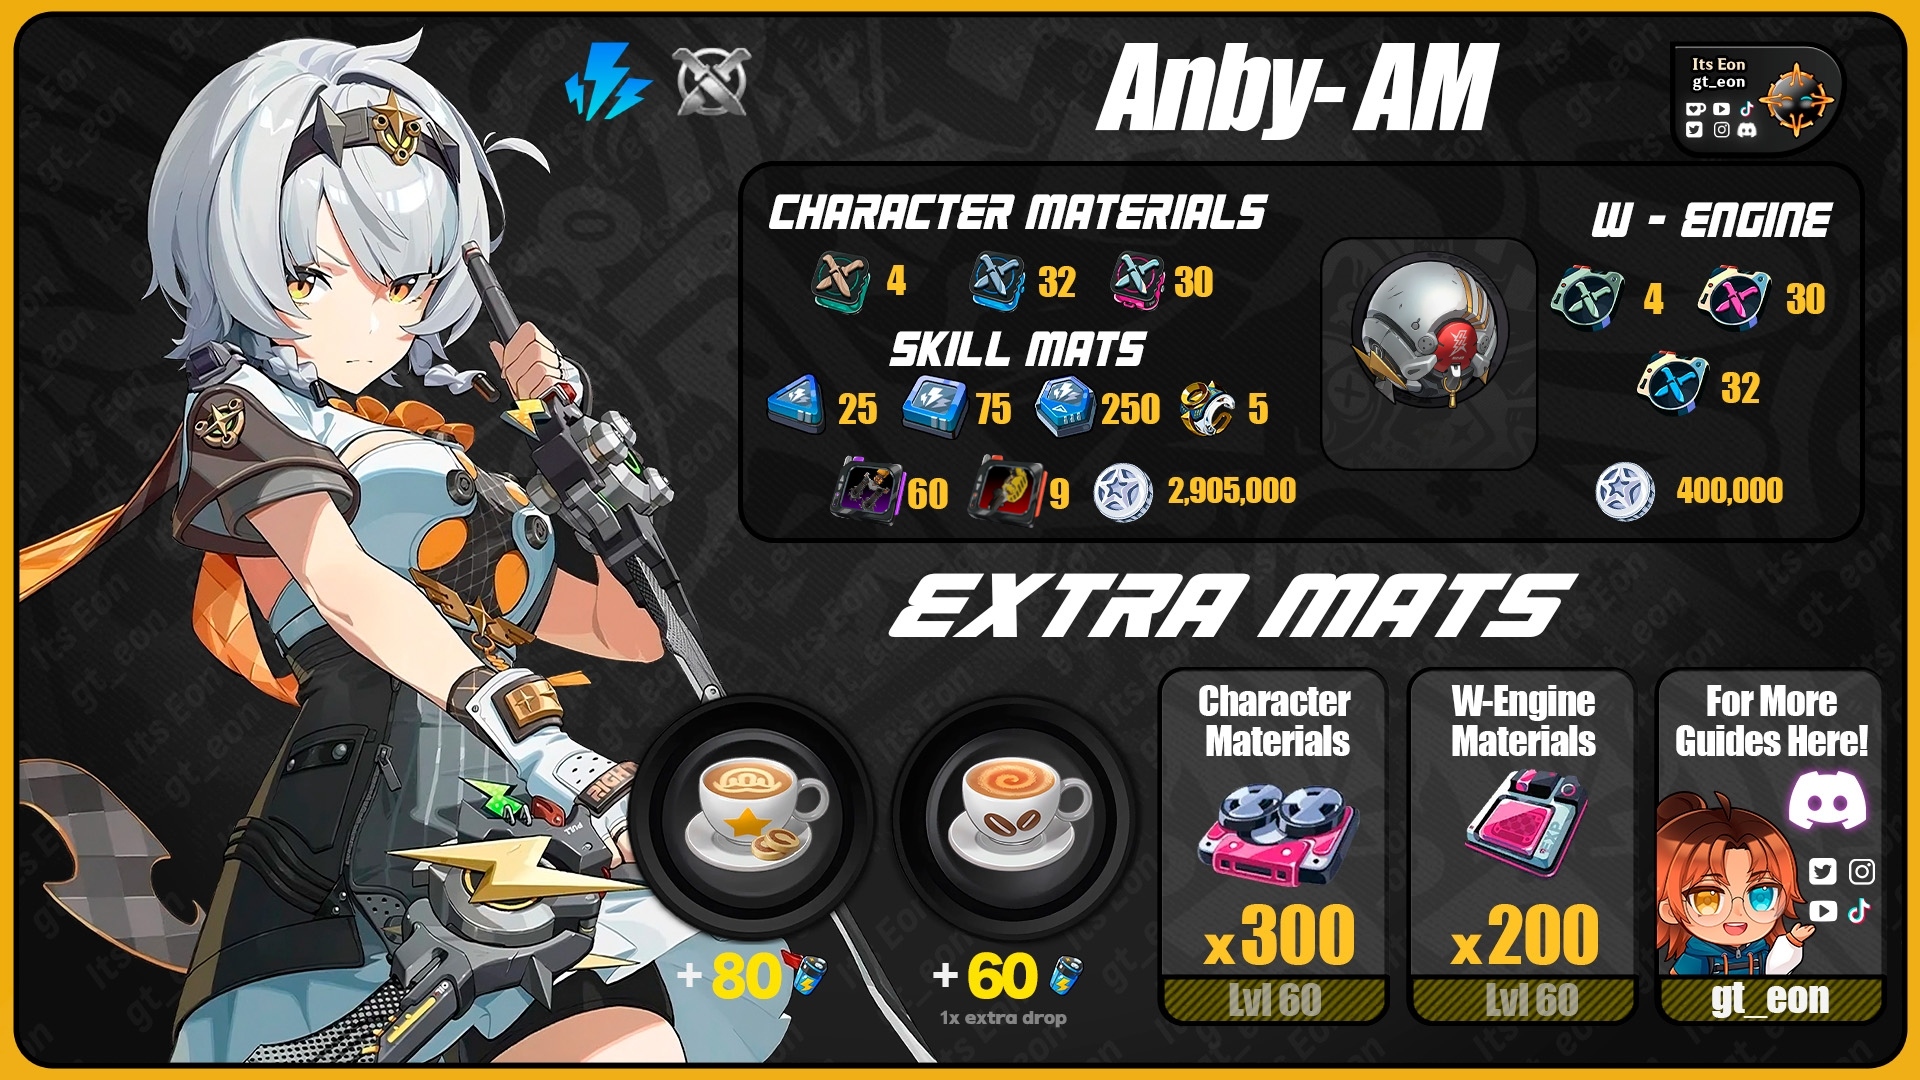 Anby- AM
Its Eon
gt_eon
CHARACTER MATERIALS
4
32
30
SKILL MATS
25
75
250
5
60
9
2,905,000
W - ENGINE
4
30
32
400,000
EXTRA MATS
+80
+60
1x extra drop
Character
Materials
x300
Lvl 60
W-Engine
Materials
x200
Lvl 60
For More
Guides Here!
gt_eon